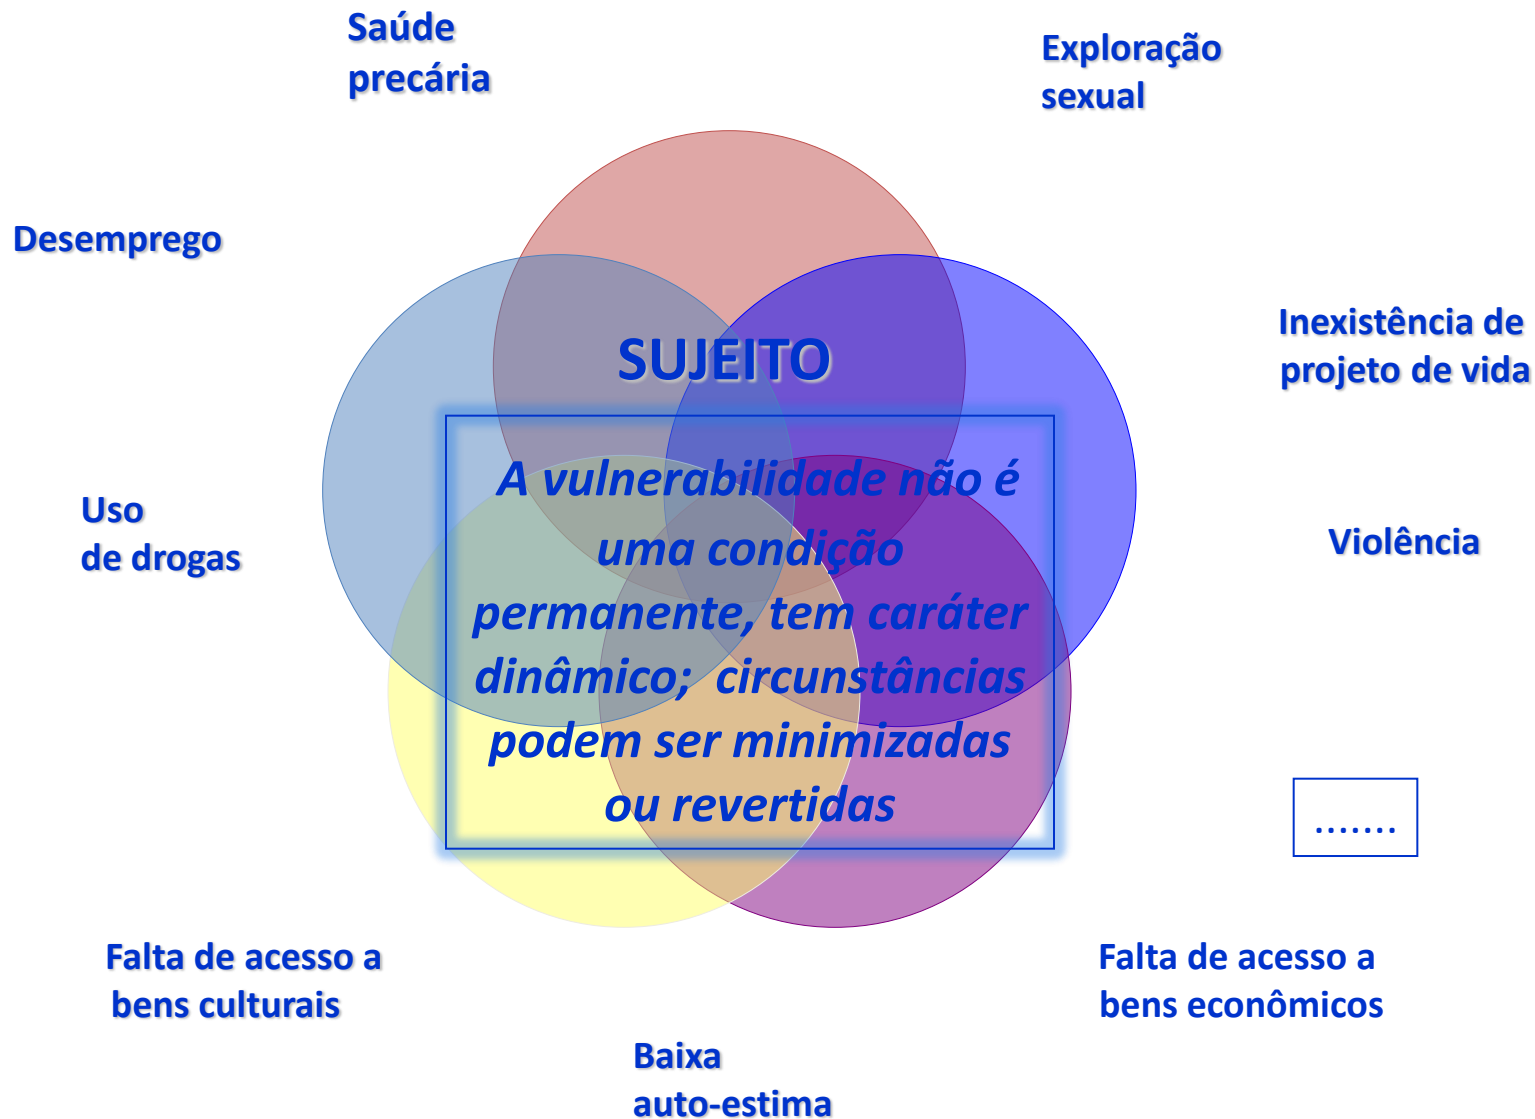 Saúde
precária
Exploração
sexual
Desemprego
Inexistência de
projeto de vida
SUJEITO
A vulnerabilidade não é
uma condição
permanente, tem caráter
dinâmico; circunstâncias
podem ser minimizadas
ou revertidas
Uso
de drogas
Violência
.......
Falta de acesso a
bens culturais
Falta de acesso a
bens econômicos
Baixa
auto-estima